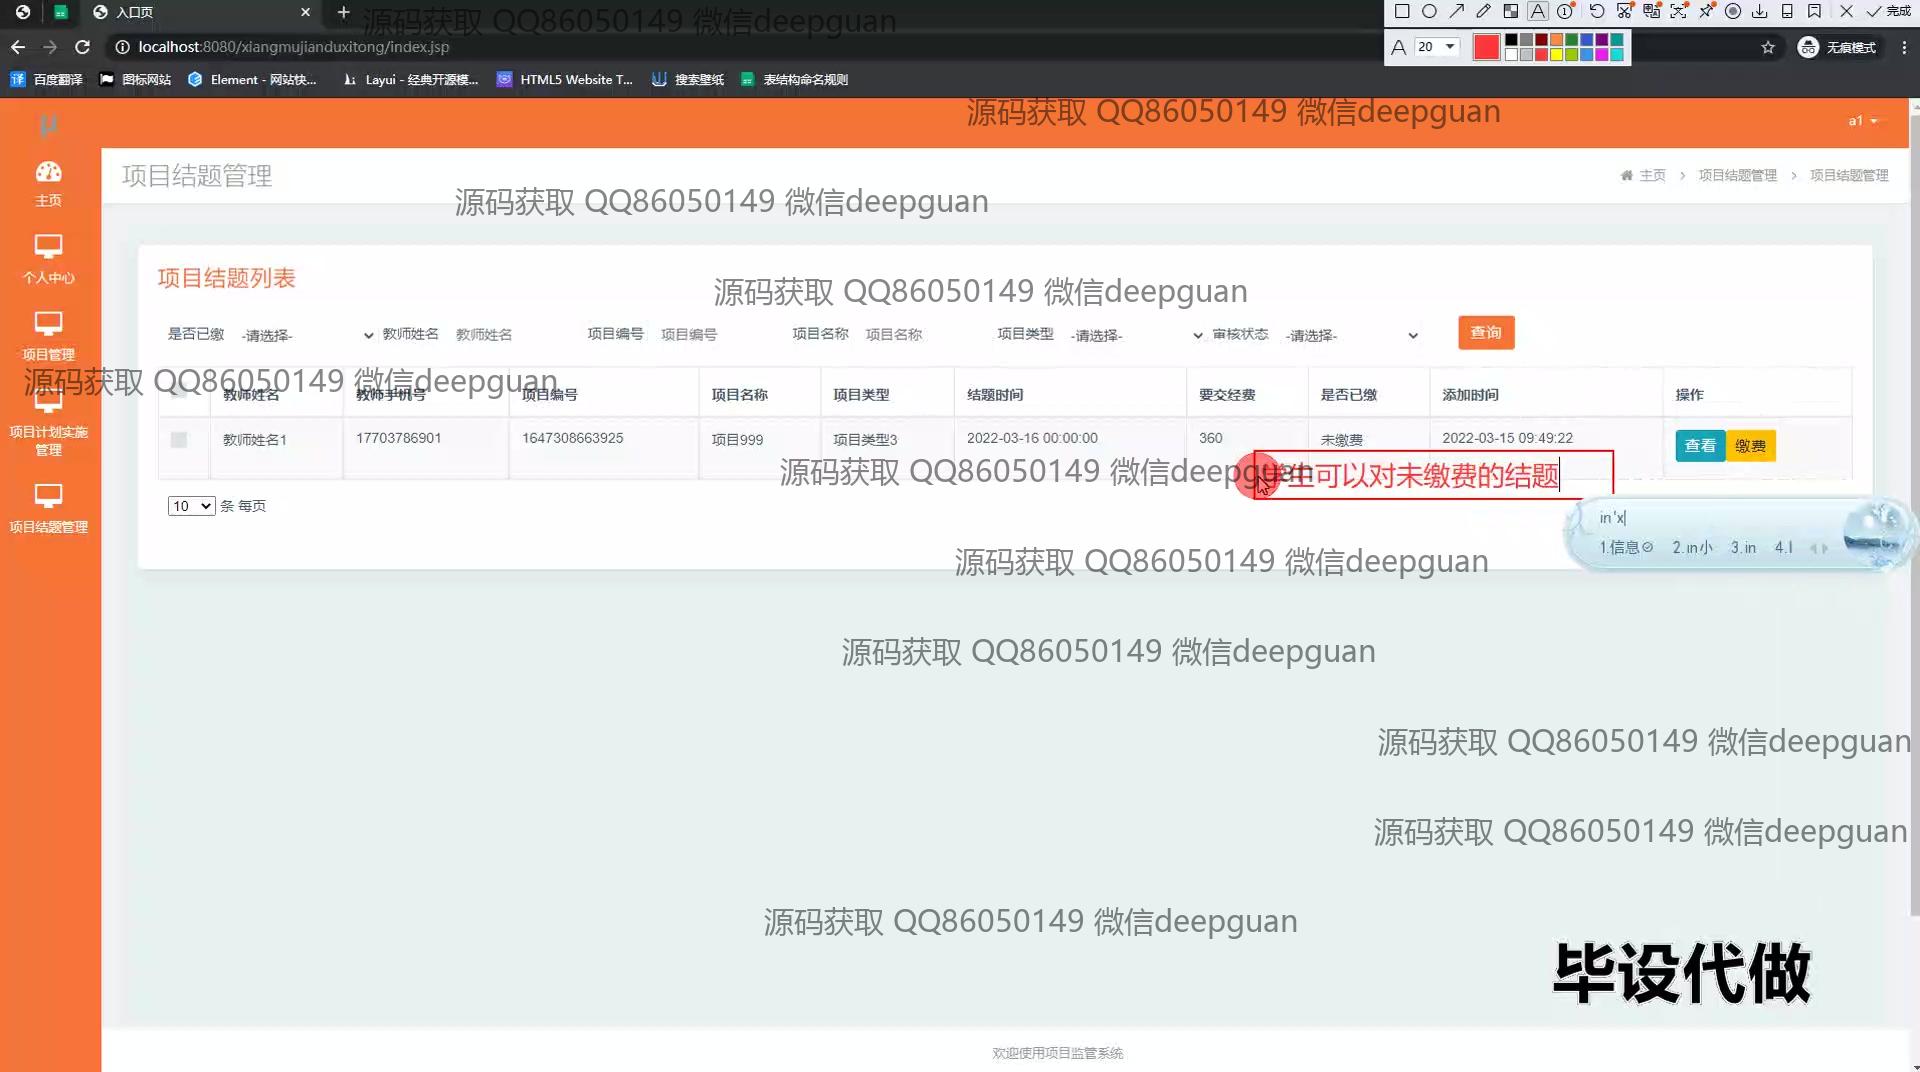 入口页
源码获取 QQ86050149 微信deepguan
完成
localhost:8080/xiangmujianduxitong/index.jsp
A 20
无痕模式
百度翻译 图标网站 Element - 网站快... Layui - 经典开源模... HTML5 Website T... 搜索壁纸 表结构命名规则
源码获取 QQ86050149 微信deepguan
a1
主页
项目结题管理
主页 > 项目结题管理 > 项目结题管理
源码获取 QQ86050149 微信deepguan
个人中心
项目结题列表
源码获取 QQ86050149 微信deepguan
是否已缴 -请选择- 教师姓名 教师姓名 项目编号 项目编号 项目名称 项目名称 项目类型 -请选择- 审核状态 -请选择- 查询
项目管理
源码获取 QQ86050149 微信deepguan
教师姓名 教师手机号 项目编号 项目名称 项目类型 结题时间 要交经费 是否已缴 添加时间 操作
项目计划实施
管理
教师姓名1 17703786901 1647308663925 项目999 项目类型3 2022-03-16 00:00:00 360 未缴费 2022-03-15 09:49:22 查看 缴费
源码获取 QQ86050149 微信deepguan
生可以对未缴费的结题
10 条 每页
项目结题管理
in'x
1.信息 2.in小 3.in 4.I
源码获取 QQ86050149 微信deepguan
源码获取 QQ86050149 微信deepguan
源码获取 QQ86050149 微信deepguan
源码获取 QQ86050149 微信deepguan
源码获取 QQ86050149 微信deepguan
毕设代做
欢迎使用项目监管系统